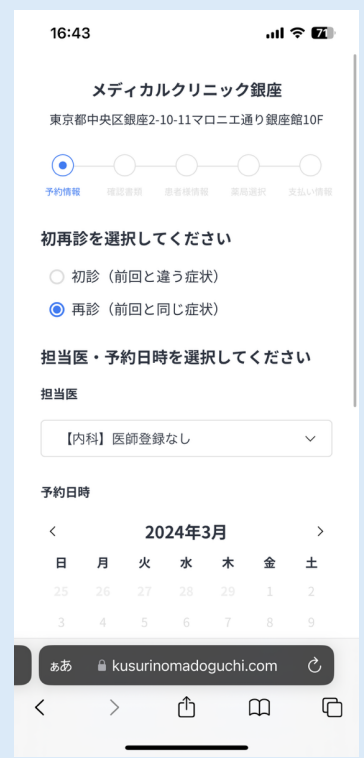 16:43
71
メディカルクリニック銀座
東京都中央区銀座2-10-11マロニエ通り銀座館10F
予約情報 確認書類 患者様情報 薬局選択 支払い情報
初再診を選択してください
初診（前回と違う症状）
再診（前回と同じ症状）
担当医・予約日時を選択してください
担当医
【内科】医師登録なし
予約日時
2024年3月
日 月 火 水 木 金 土
25 26 27 28 29 1 2
3 4 5 6 7 8 9
ぁあ kusurinomadoguchi.com